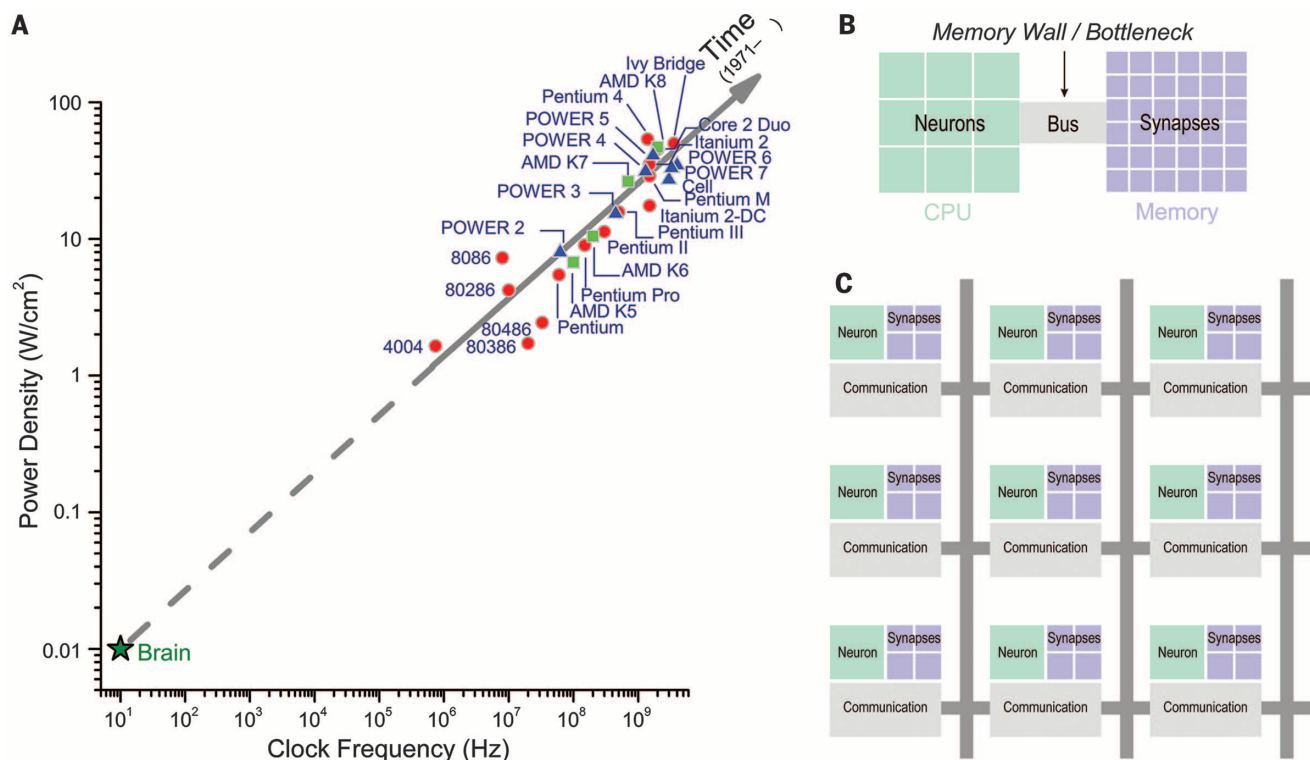 A
Time
(1971– )
Ivy Bridge
AMD K8
Pentium 4
POWER 5
Core 2 Duo
Itanium 2
POWER 4
POWER 6
AMD K7
POWER 7
Cell
POWER 3
Pentium M
Itanium 2-DC
Pentium III
POWER 2
Pentium II
8086
AMD K6
80286
Pentium Pro
AMD K5
80486
Pentium
4004
80386
Brain
100
10
1
0.1
0.01
Power Density (W/cm²)
10¹
10²
10³
10⁴
10⁵
10⁶
10⁷
10⁸
10⁹
Clock Frequency (Hz)
B
Memory Wall / Bottleneck
Neurons
Bus
Synapses
CPU
Memory
C
Neuron
Synapses
Neuron
Synapses
Neuron
Synapses
Communication
Communication
Communication
Neuron
Synapses
Neuron
Synapses
Neuron
Synapses
Communication
Communication
Communication
Neuron
Synapses
Neuron
Synapses
Neuron
Synapses
Communication
Communication
Communication